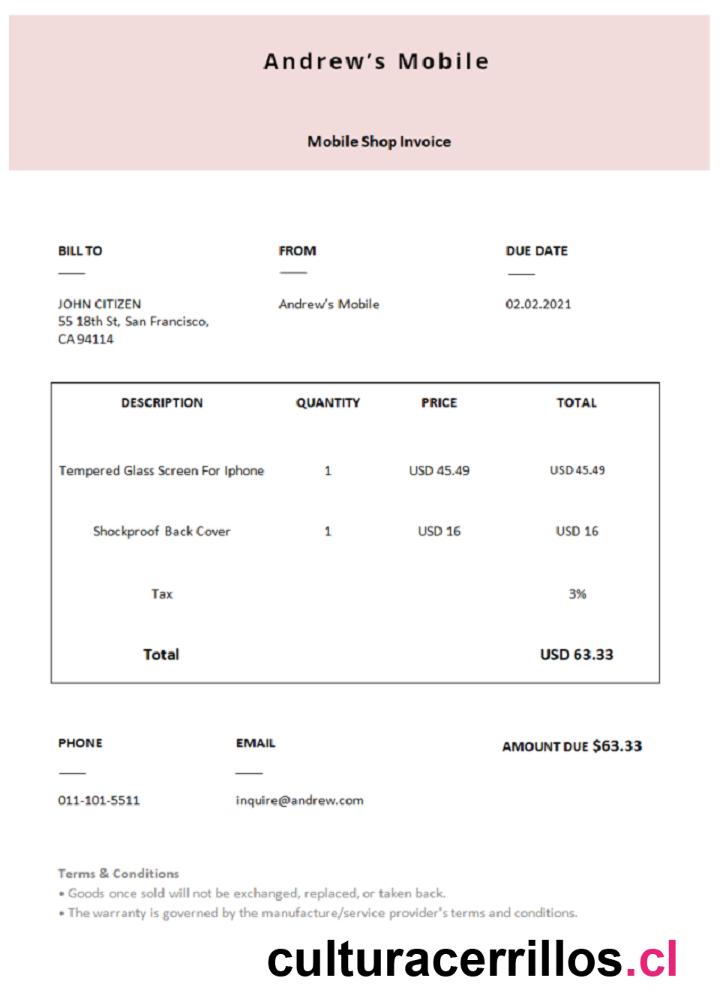 Andrew's Mobile
Mobile Shop Invoice
BILL TO FROM DUE DATE
JOHN CITIZEN Andrew's Mobile 02.02.2021
55 18th St, San Francisco,
CA 94114
DESCRIPTION QUANTITY PRICE TOTAL
Tempered Glass Screen For Iphone 1 USD 45.49 USD 45.49
Shockproof Back Cover 1 USD 16 USD 16
Tax 3%
Total USD 63.33
PHONE EMAIL AMOUNT DUE $63.33
011-101-5511 inquire@andrew.com
Terms & Conditions
• Goods once sold will not be exchanged, replaced, or taken back.
• The warranty is governed by the manufacture/service provider's terms and conditions.
culturacerrillos.cl